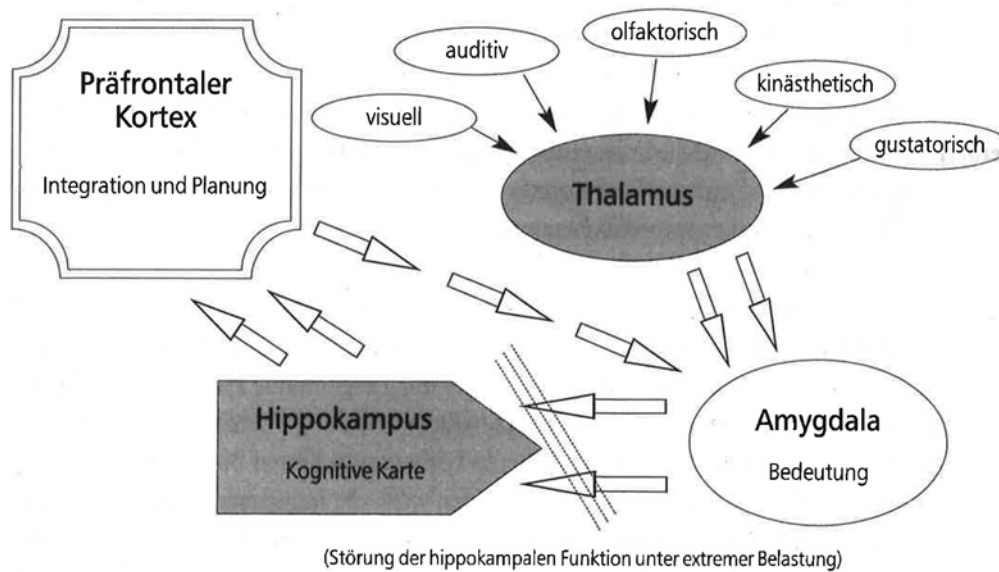 Präfrontaler
Kortex
Integration und Planung
visuell
auditiv
olfaktorisch
kinästhetisch
gustatorisch
Thalamus
Hippokampus
Kognitive Karte
Amygdala
Bedeutung
(Störung der hippokampalen Funktion unter extremer Belastung)